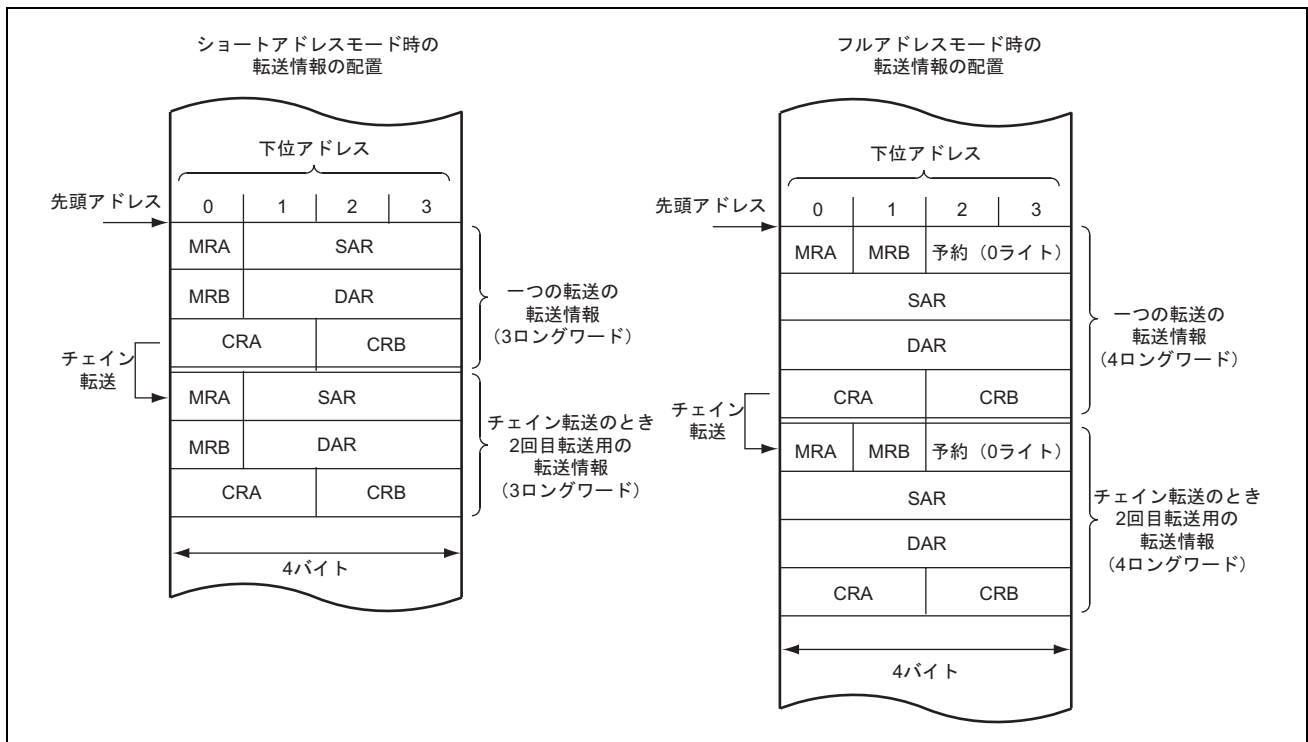 ショートアドレスモード時の
転送情報の配置
下位アドレス
先頭アドレス
0 1 2 3
MRA SAR
MRB DAR
CRA CRB
一つの転送の
転送情報
（3ロングワード）
チェイン
転送
MRA SAR
MRB DAR
CRA CRB
チェイン転送のとき
2回目転送用の
転送情報
（3ロングワード）
4バイト
フルアドレスモード時の
転送情報の配置
下位アドレス
先頭アドレス
0 1 2 3
MRA MRB 予約（0ライト）
SAR
DAR
CRA CRB
一つの転送の
転送情報
（4ロングワード）
チェイン
転送
MRA MRB 予約（0ライト）
SAR
DAR
CRA CRB
チェイン転送のとき
2回目転送用の
転送情報
（4ロングワード）
4バイト